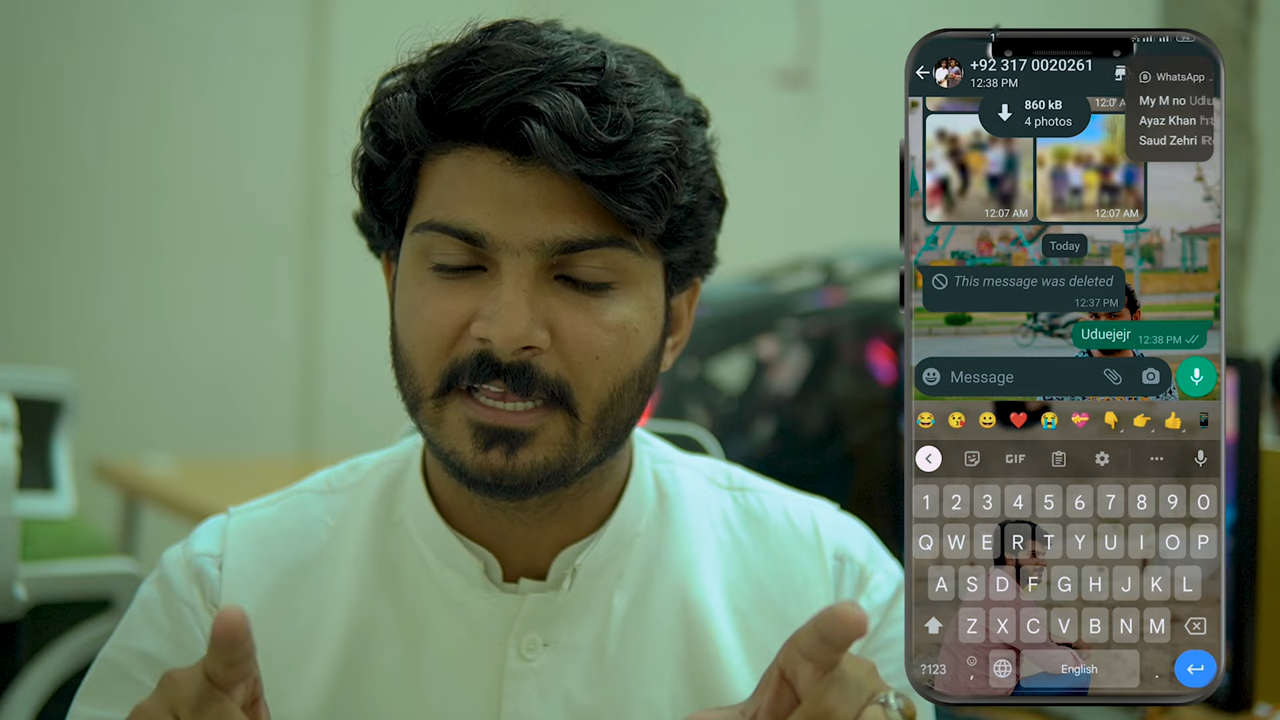 +92 317 0020261
12:38 PM
WhatsApp
My M no
Ayaz Khan
Saud Zehri
860 kB
4 photos
12:07 AM
12:07 AM
Today
This message was deleted
12:37 PM
Uduejejr 12:38 PM
Message
GIF
1 2 3 4 5 6 7 8 9 0
Q W E R T Y U I O P
A S D F G H J K L
Z X C V B N M
?123 , English .